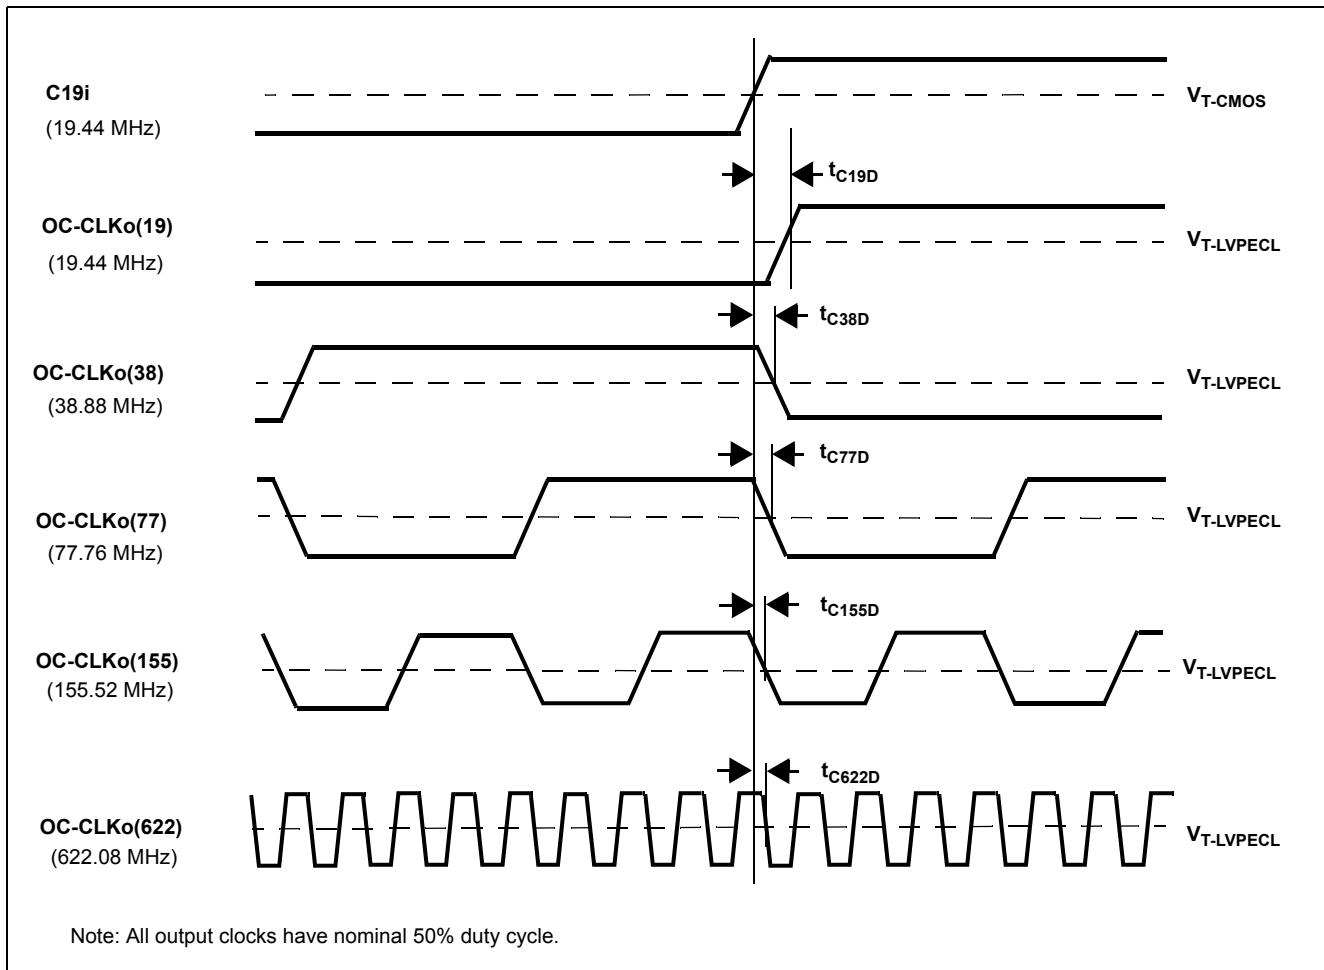 C19i
(19.44 MHz)
VT-CMOS
tC19D
OC-CLKo(19)
(19.44 MHz)
VT-LVPECL
tC38D
OC-CLKo(38)
(38.88 MHz)
VT-LVPECL
tC77D
OC-CLKo(77)
(77.76 MHz)
VT-LVPECL
tC155D
OC-CLKo(155)
(155.52 MHz)
VT-LVPECL
tC622D
OC-CLKo(622)
(622.08 MHz)
VT-LVPECL
Note: All output clocks have nominal 50% duty cycle.